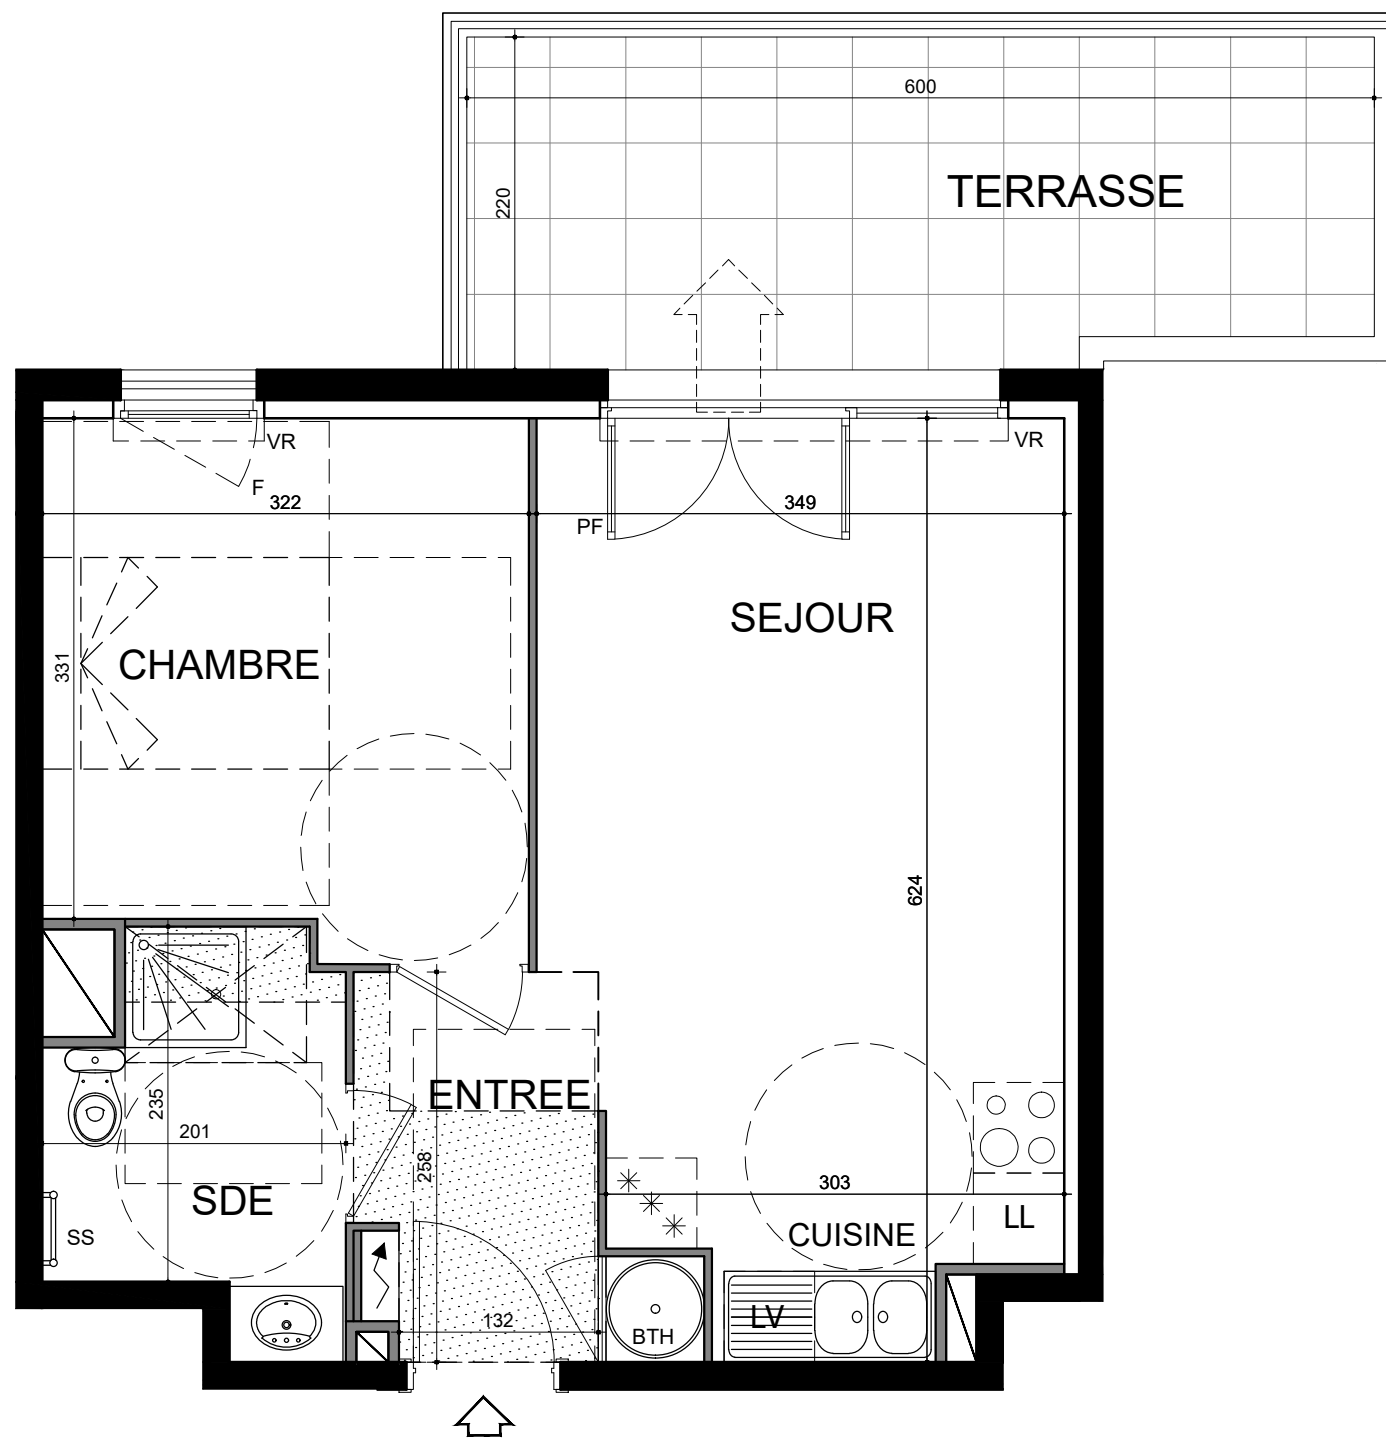 600
TERRASSE
220
VR
VR
F
322
349
PF
SEJOUR
CHAMBRE
331
624
ENTREE
235
201
258
303
SDE
LL
CUISINE
SS
LV
132
BTH